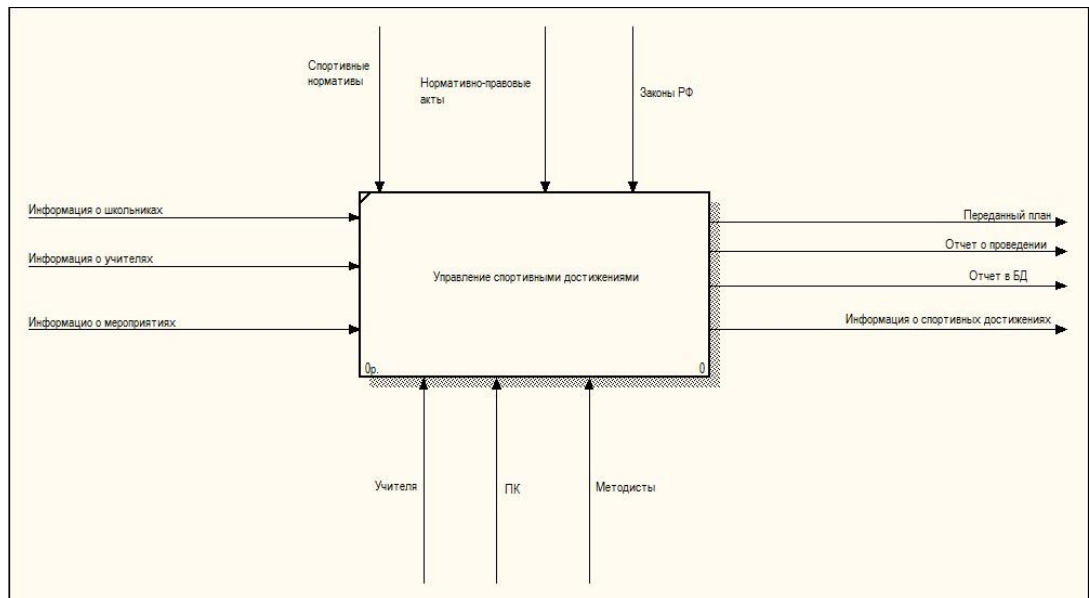 Спортивные
нормативы
Нормативно-правовые
акты
Законы РФ
Информация о школьниках
Информация о учителях
Информацио о мероприятиях
Управление спортивными достижениями
0р.
0
Переданный план
Отчет о проведении
Отчет в БД
Информация о спортивных достижениях
Учителя
ПК
Методисты